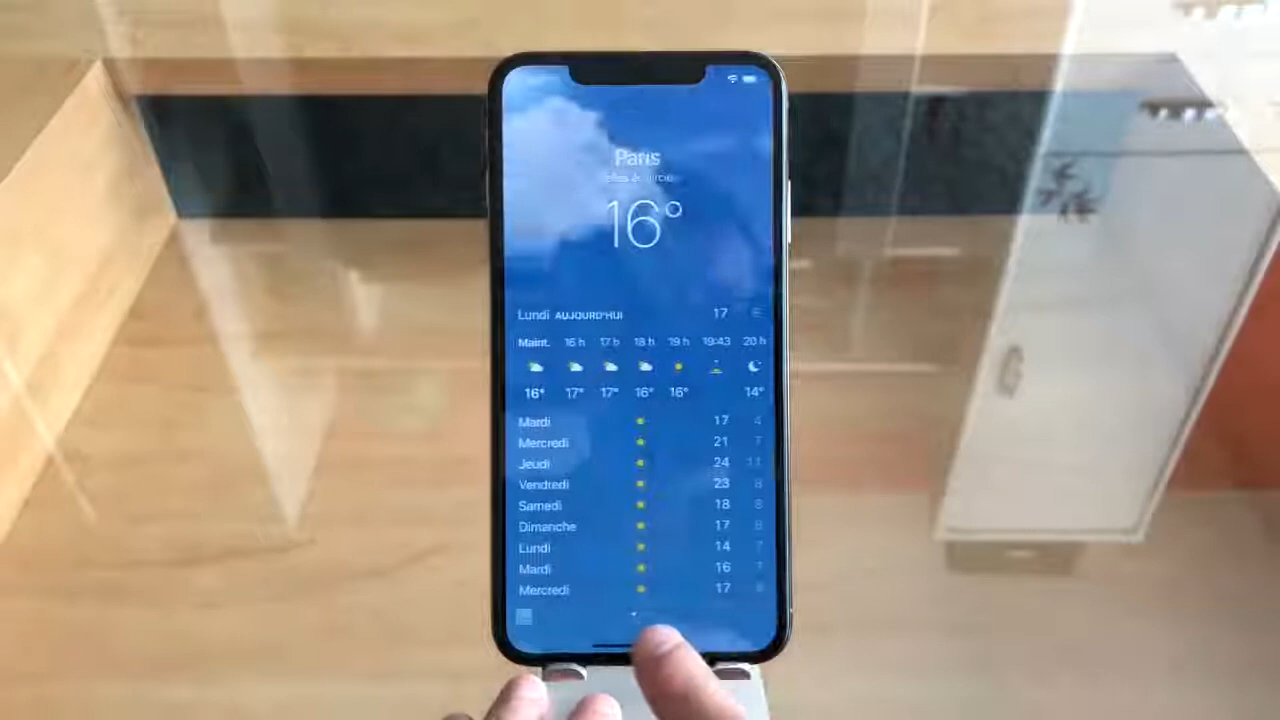 Paris
16°
Lundi AUJOURD'HUI 17
Maint. 16 h 17 h 18 h 19 h 19:43 20 h
16° 17° 17° 16° 16° 14°
Mardi 17 4
Mercredi 21 7
Jeudi 24 11
Vendredi 23 8
Samedi 18 8
Dimanche 17 8
Lundi 14 7
Mardi 16 7
Mercredi 17